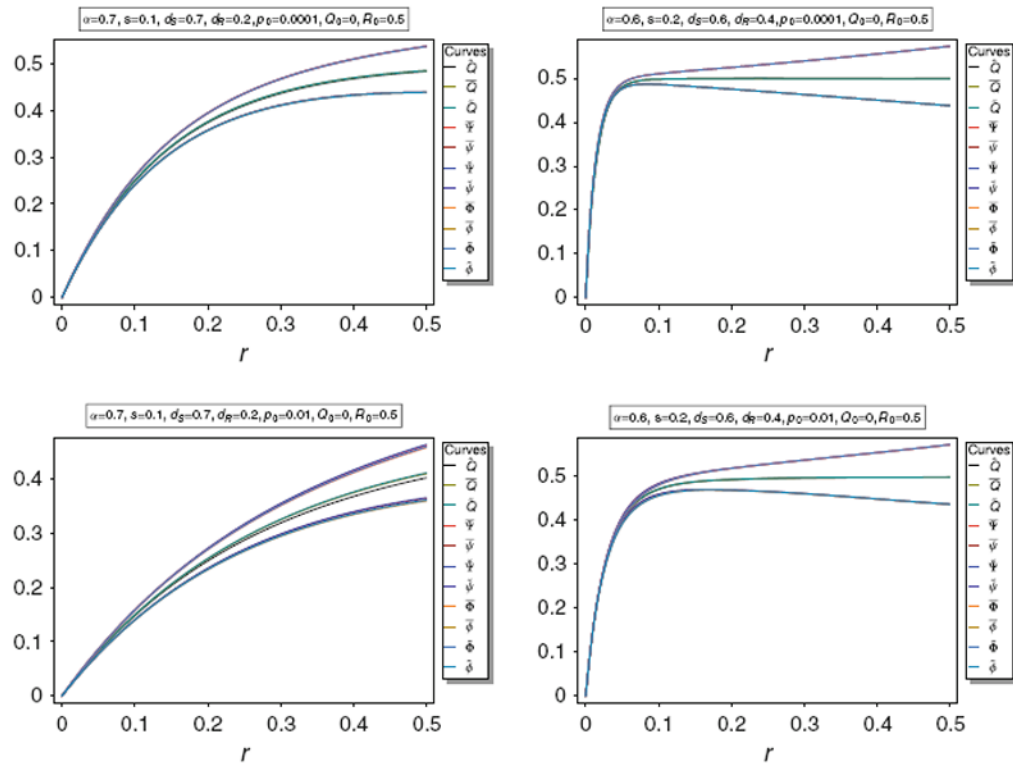 α=0.7, s=0.1, d_S=0.7, d_R=0.2, p_0=0.0001, Q_0=0, R_0=0.5
0.5
0.4
0.3
0.2
0.1
0
0 0.1 0.2 0.3 0.4 0.5
r
Curves
Q̂
Q̅
Q̃
Ψ̅
ψ̅
Ψ̃
ψ̃
Φ̅
ϕ̅
Φ̃
ϕ̃
α=0.6, s=0.2, d_S=0.6, d_R=0.4, p_0=0.0001, Q_0=0, R_0=0.5
0.5
0.4
0.3
0.2
0.1
0
0 0.1 0.2 0.3 0.4 0.5
r
Curves
Q̂
Q̅
Q̃
Ψ̅
ψ̅
Ψ̃
ψ̃
Φ̅
ϕ̅
Φ̃
ϕ̃
α=0.7, s=0.1, d_S=0.7, d_R=0.2, p_0=0.01, Q_0=0, R_0=0.5
0.4
0.3
0.2
0.1
0
0 0.1 0.2 0.3 0.4 0.5
r
Curves
Q̂
Q̅
Q̃
Ψ̅
ψ̅
Ψ̃
ψ̃
Φ̅
ϕ̅
Φ̃
ϕ̃
α=0.6, s=0.2, d_S=0.6, d_R=0.4, p_0=0.01, Q_0=0, R_0=0.5
0.5
0.4
0.3
0.2
0.1
0
0 0.1 0.2 0.3 0.4 0.5
r
Curves
Q̂
Q̅
Q̃
Ψ̅
ψ̅
Ψ̃
ψ̃
Φ̅
ϕ̅
Φ̃
ϕ̃